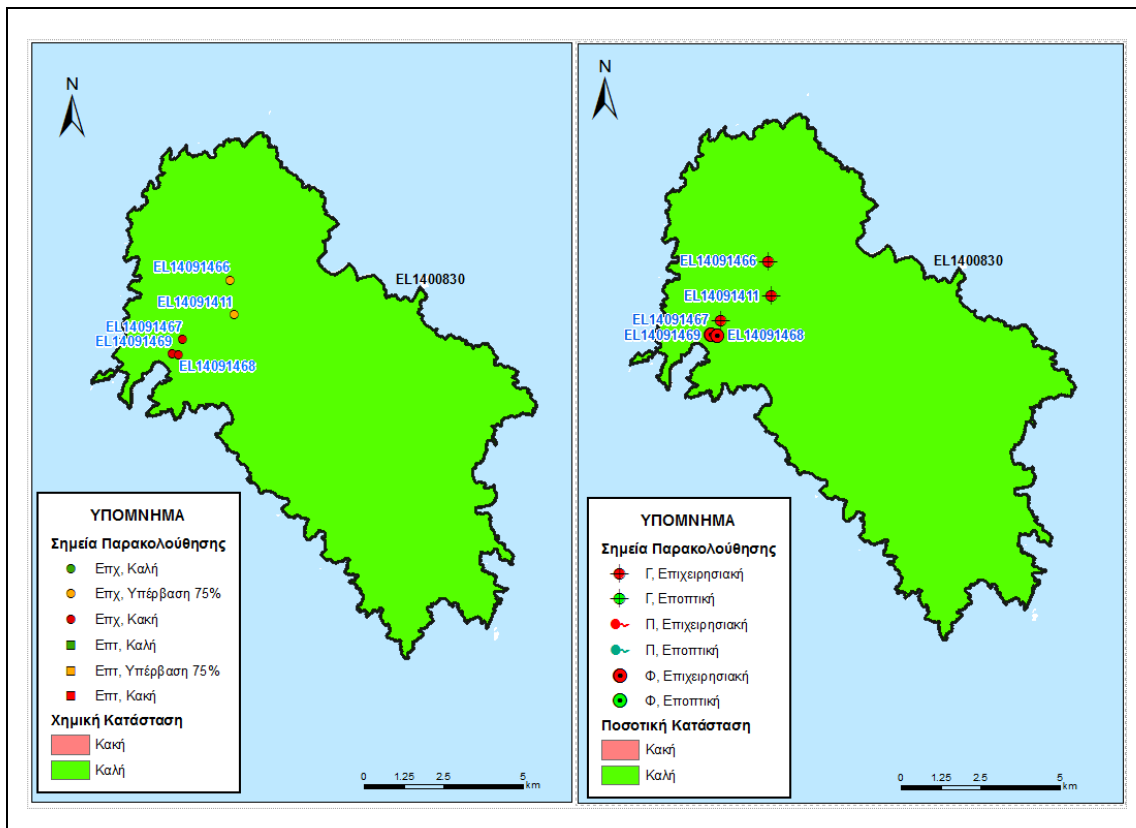 N
EL14091466
EL1400830
EL14091411
EL14091467
EL14091469
EL14091468
ΥΠΟΜΝΗΜΑ
Σημεία Παρακολούθησης
Επχ, Καλή
Επχ, Υπέρβαση 75%
Επχ, Κακή
Επτ, Καλή
Επτ, Υπέρβαση 75%
Επτ, Κακή
Χημική Κατάσταση
Κακή
Καλή
0 1.25 2.5 5
km
N
EL14091466
EL1400830
EL14091411
EL14091467
EL14091469 EL14091468
ΥΠΟΜΝΗΜΑ
Σημεία Παρακολούθησης
Γ, Επιχειρησιακή
Γ, Εποπτική
Π, Επιχειρησιακή
Π, Εποπτική
Φ, Επιχειρησιακή
Φ, Εποπτική
Ποσοτική Κατάσταση
Κακή
Καλή
0 1.25 2.5 5
km